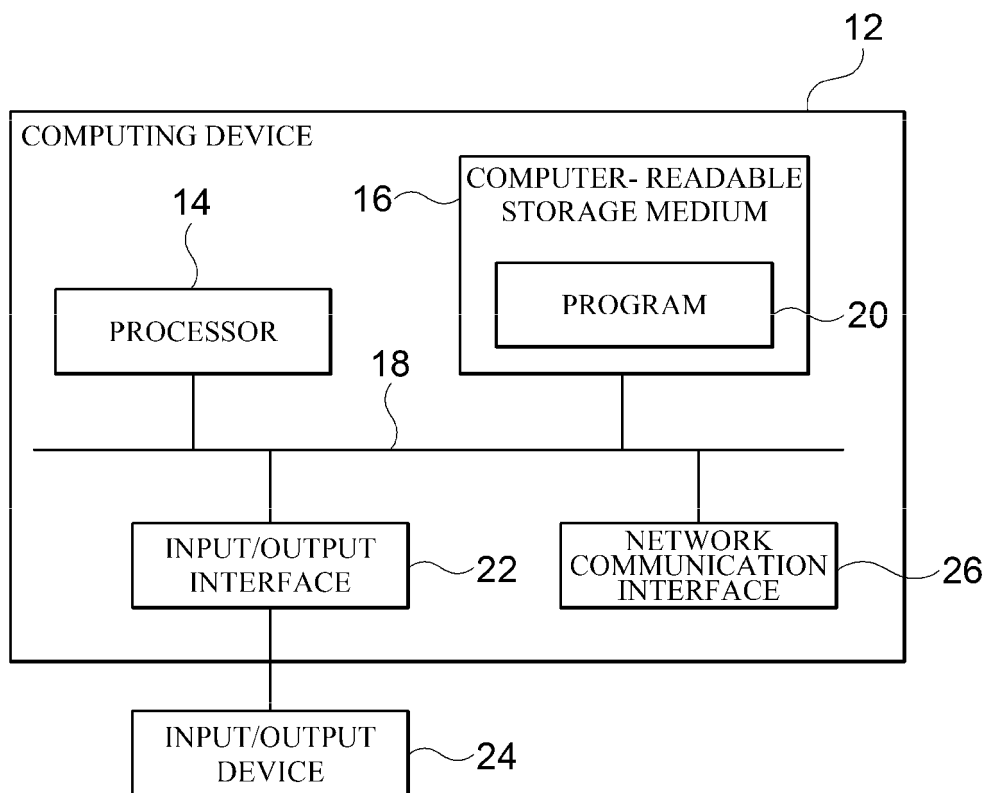 12
COMPUTING DEVICE
14
16
COMPUTER- READABLE
STORAGE MEDIUM
PROCESSOR
PROGRAM
20
18
INPUT/OUTPUT
INTERFACE
22
NETWORK
COMMUNICATION
INTERFACE
26
INPUT/OUTPUT
DEVICE
24